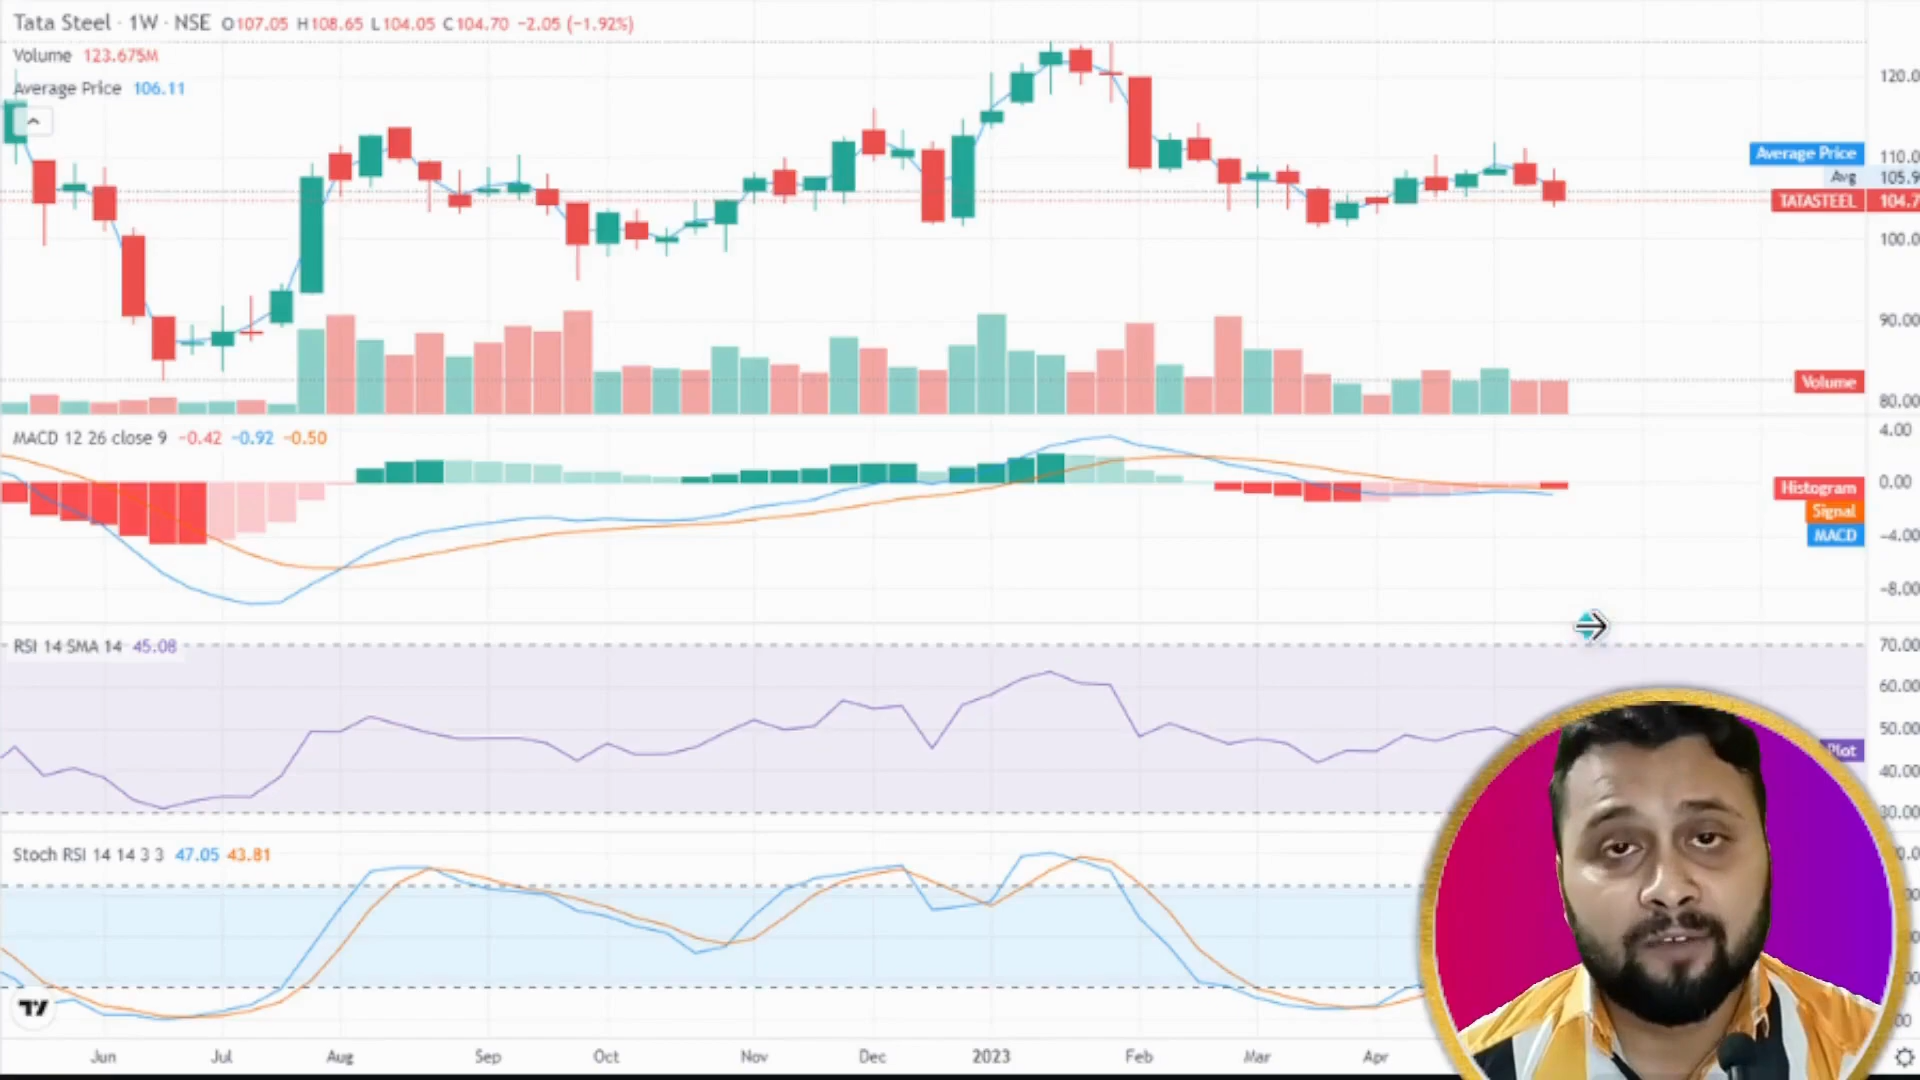 Tata Steel · 1W · NSE O107.05 H108.65 L104.05 C104.70 −2.05 (−1.92%)
Volume 123.675M
Average Price 106.11
120.0
Average Price 110.0
Avg 105.9
TATASTEEL 104.7
100.0
90.00
Volume
80.00
MACD 12 26 close 9 −0.42 −0.92 −0.50
4.00
0.00
Histogram
Signal
MACD
−4.00
−8.00
RSI 14 SMA 14 45.08
70.00
60.00
50.00
Plot
40.00
30.00
Stoch RSI 14 14 3 3 47.05 43.81
Jun Jul Aug Sep Oct Nov Dec 2023 Feb Mar Apr